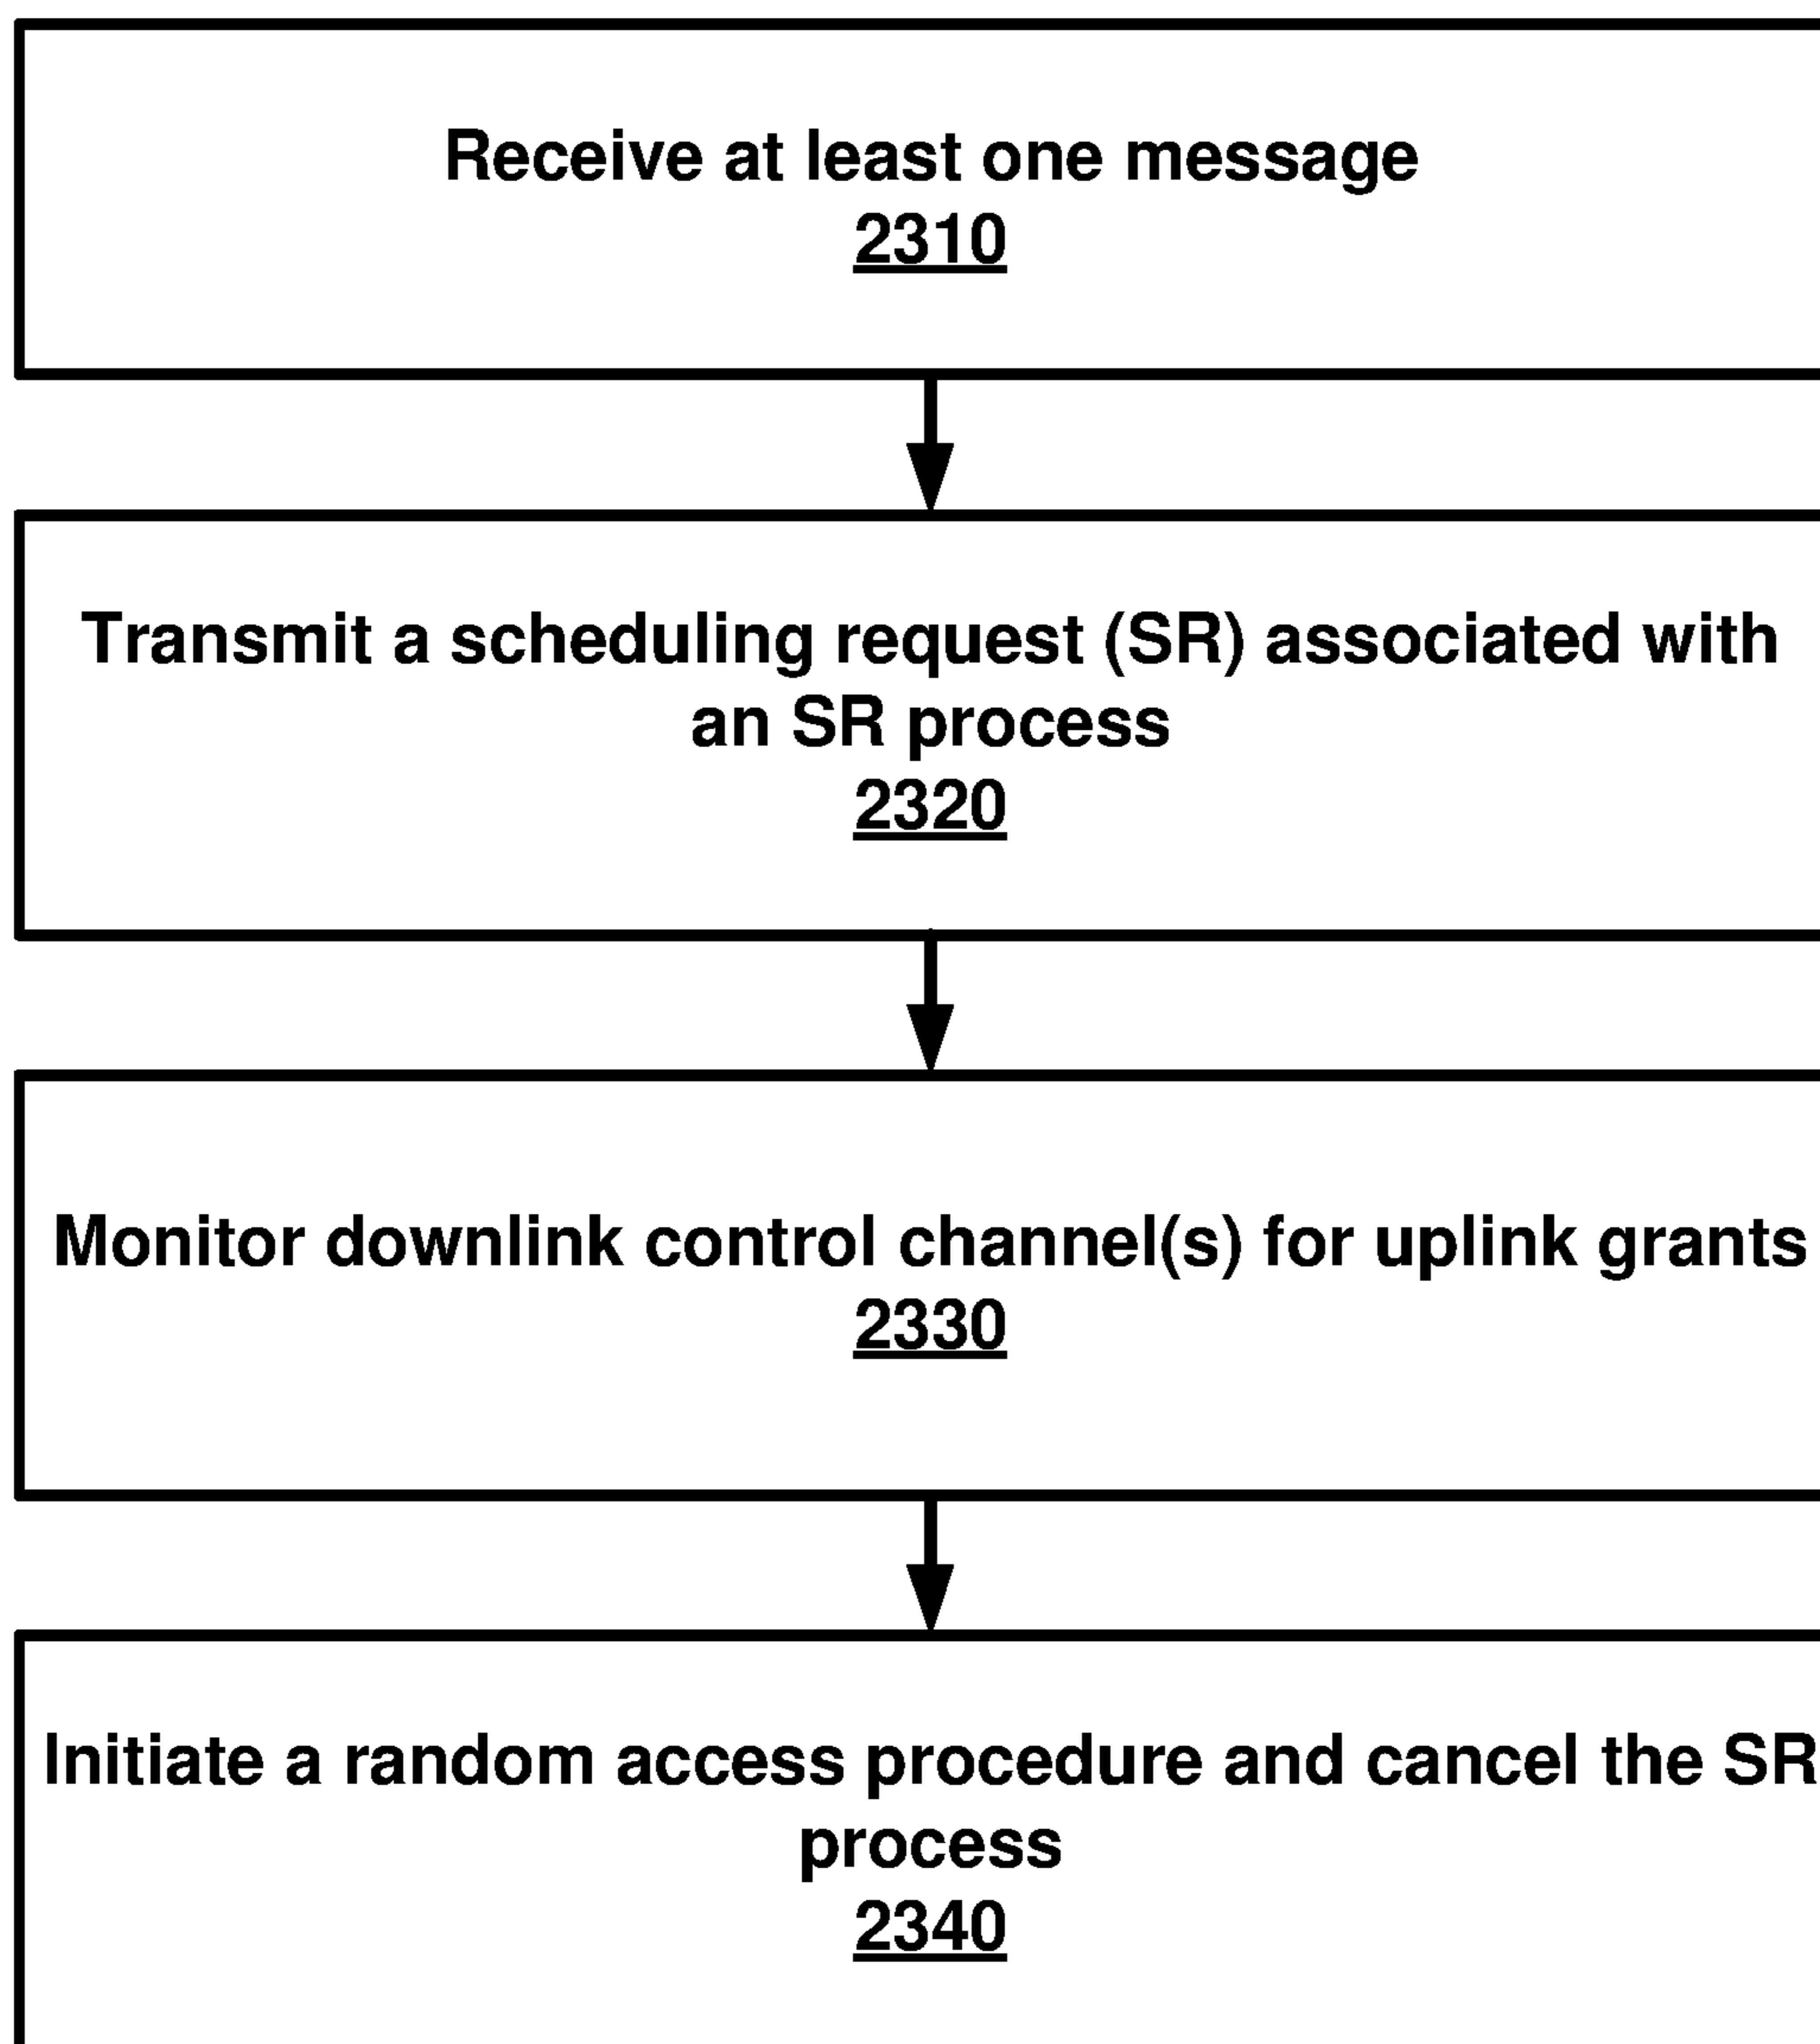 Receive at least one message
2310
Transmit a scheduling request (SR) associated with
an SR process
2320
Monitor downlink control channel(s) for uplink grants
2330
Initiate a random access procedure and cancel the SR
process
2340